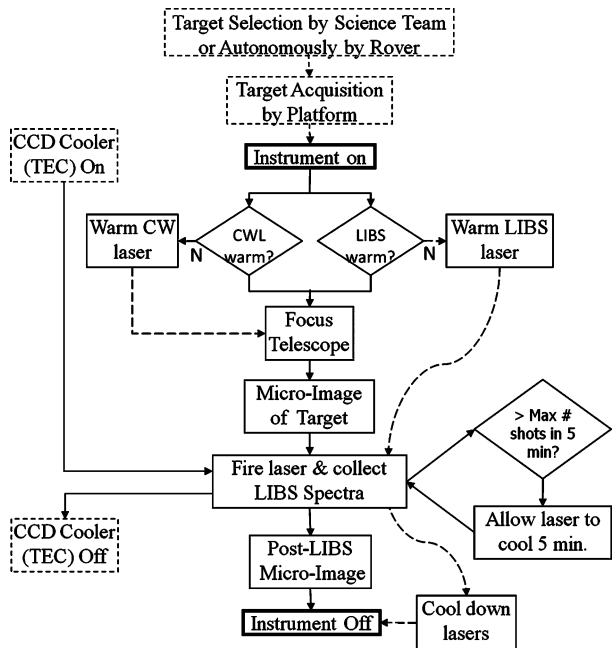 Target Selection by Science Team
or Autonomously by Rover
Target Acquisition
by Platform
CCD Cooler
(TEC) On
Instrument on
Warm CW
laser
N
CWL
warm?
LIBS
warm?
N
Warm LIBS
laser
Focus
Telescope
Micro-Image
of Target
> Max #
shots in 5
min?
Fire laser & collect
LIBS Spectra
Allow laser to
cool 5 min.
CCD Cooler
(TEC) Off
Post-LIBS
Micro-Image
Instrument Off
Cool down
lasers